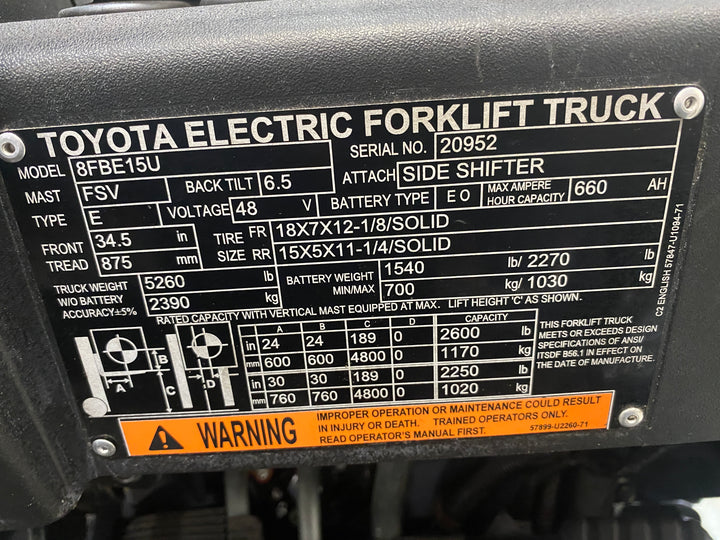 TOYOTA ELECTRIC FORKLIFT TRUCK
MODEL 8FBE15U SERIAL NO. 20952
MAST FSV BACK TILT 6.5 ATTACH SIDE SHIFTER
TYPE E VOLTAGE 48 V BATTERY TYPE E O MAX AMPERE HOUR CAPACITY 660 AH
FRONT TREAD 34.5 in TIRE SIZE FR 18X7X12-1/8/SOLID
875 mm RR 15X5X11-1/4/SOLID
TRUCK WEIGHT W/O BATTERY ACCURACY±5% 5260 lb BATTERY WEIGHT MIN/MAX 1540 lb/ 2270 lb
2390 kg 700 kg/ 1030 kg
RATED CAPACITY WITH VERTICAL MAST EQUIPPED AT MAX. LIFT HEIGHT 'C' AS SHOWN.
A B C D CAPACITY
in 24 24 189 0 2600 lb
mm 600 600 4800 0 1170 kg
in 30 30 189 0 2250 lb
mm 760 760 4800 0 1020 kg
A B C D
THIS FORKLIFT TRUCK
MEETS OR EXCEEDS DESIGN
SPECIFICATIONS OF ANSI/
ITSDF B56.1 IN EFFECT ON
THE DATE OF MANUFACTURE.
C2 ENGLISH 57847-U1094-71
WARNING
IMPROPER OPERATION OR MAINTENANCE COULD RESULT
IN INJURY OR DEATH. TRAINED OPERATORS ONLY.
READ OPERATOR'S MANUAL FIRST. 57899-U2260-71